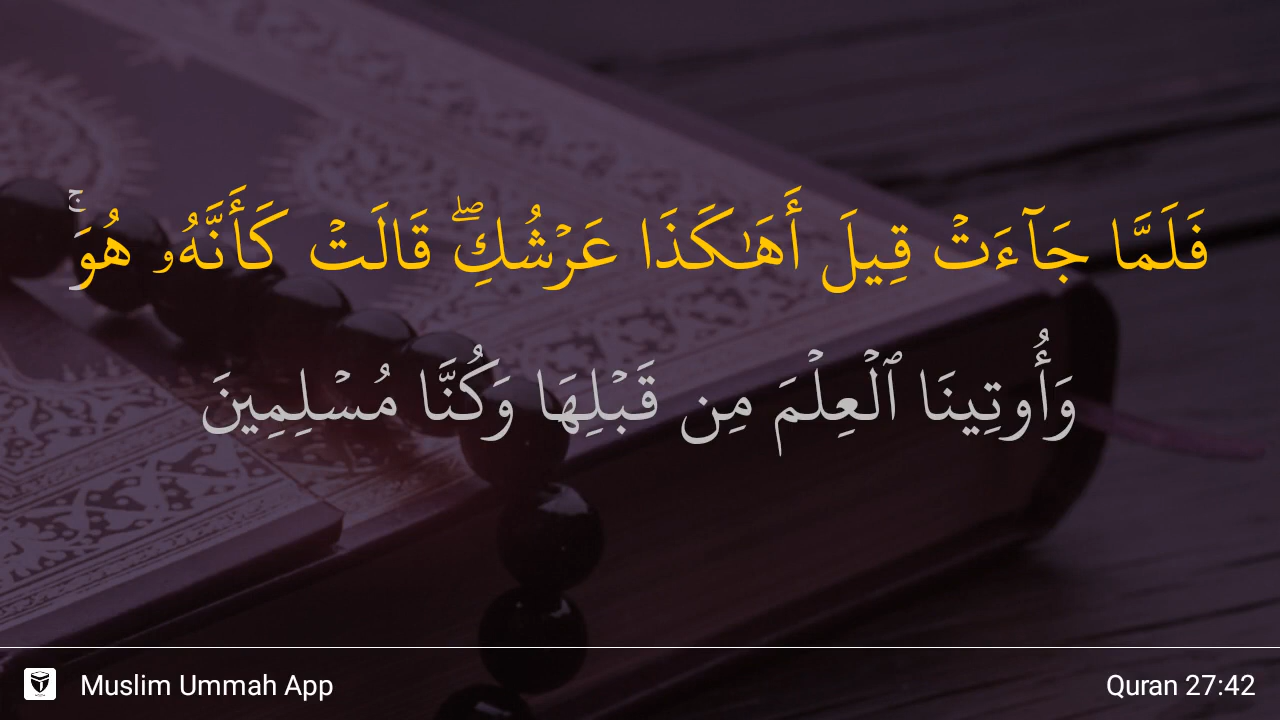 فَلَمَّا جَآءَتْ قِيلَ أَهَـٰكَذَا عَرْشُكِ ۖ قَالَتْ كَأَنَّهُۥ هُوَ ۚ
وَأُوتِينَا ٱلْعِلْمَ مِن قَبْلِهَا وَكُنَّا مُسْلِمِينَ
Muslim Ummah App
Quran 27:42